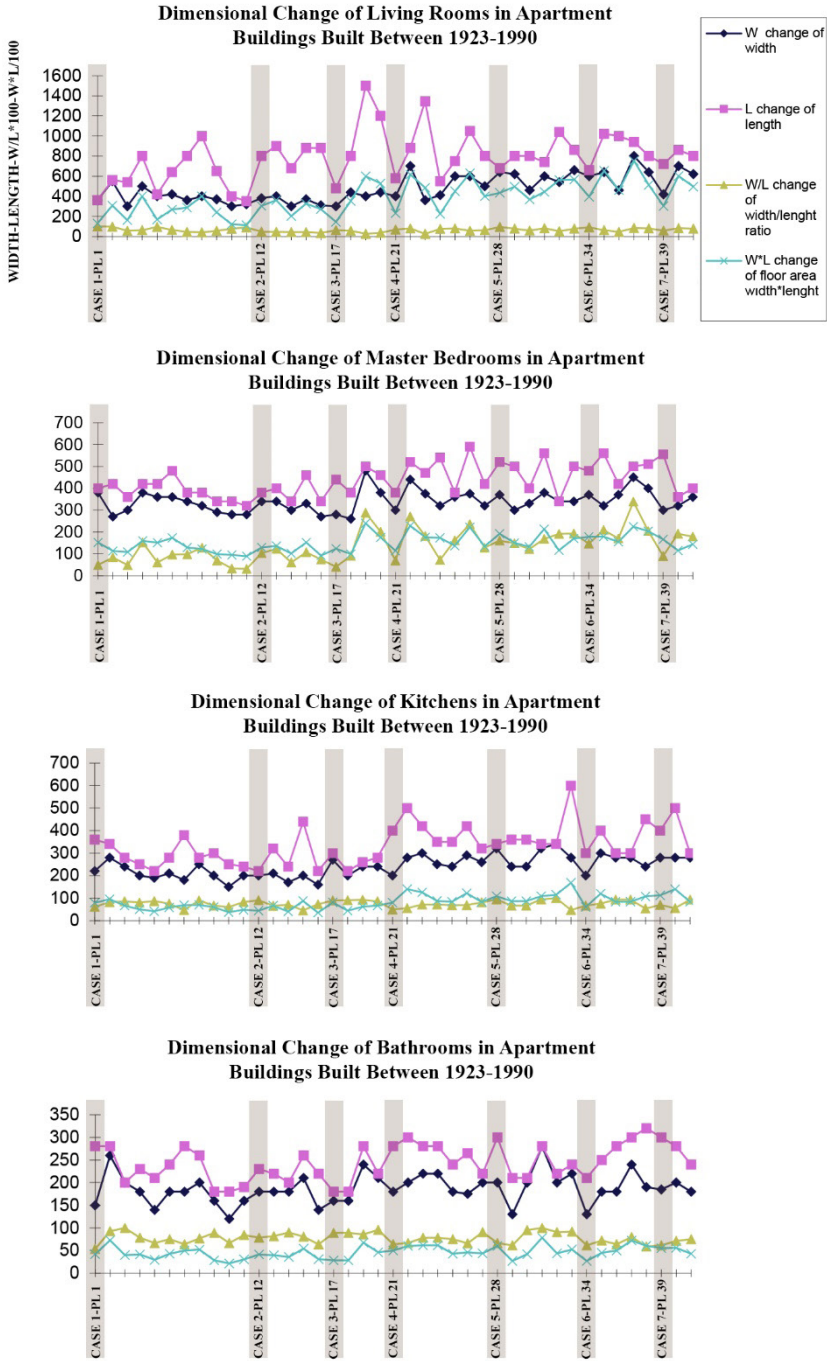 Dimensional Change of Living Rooms in Apartment
Buildings Built Between 1923-1990
WIDTH-LENGTH-W/L*100-W*L/100
1600
1400
1200
1000
800
600
400
200
0
CASE 1-PL 1
CASE 2-PL 12
CASE 3-PL 17
CASE 4-PL 21
CASE 5-PL 28
CASE 6-PL 34
CASE 7-PL 39
W change of
width
L change of
length
W/L change of
width/lenght
ratio
W*L change
of floor area
width*lenght
Dimensional Change of Master Bedrooms in Apartment
Buildings Built Between 1923-1990
700
600
500
400
300
200
100
0
CASE 1-PL 1
CASE 2-PL 12
CASE 3-PL 17
CASE 4-PL 21
CASE 5-PL 28
CASE 6-PL 34
CASE 7-PL 39
Dimensional Change of Kitchens in Apartment
Buildings Built Between 1923-1990
700
600
500
400
300
200
100
0
CASE 1-PL 1
CASE 2-PL 12
CASE 3-PL 17
CASE 4-PL 21
CASE 5-PL 28
CASE 6-PL 34
CASE 7-PL 39
Dimensional Change of Bathrooms in Apartment
Buildings Built Between 1923-1990
350
300
250
200
150
100
50
0
CASE 1-PL 1
CASE 2-PL 12
CASE 3-PL 17
CASE 4-PL 21
CASE 5-PL 28
CASE 6-PL 34
CASE 7-PL 39